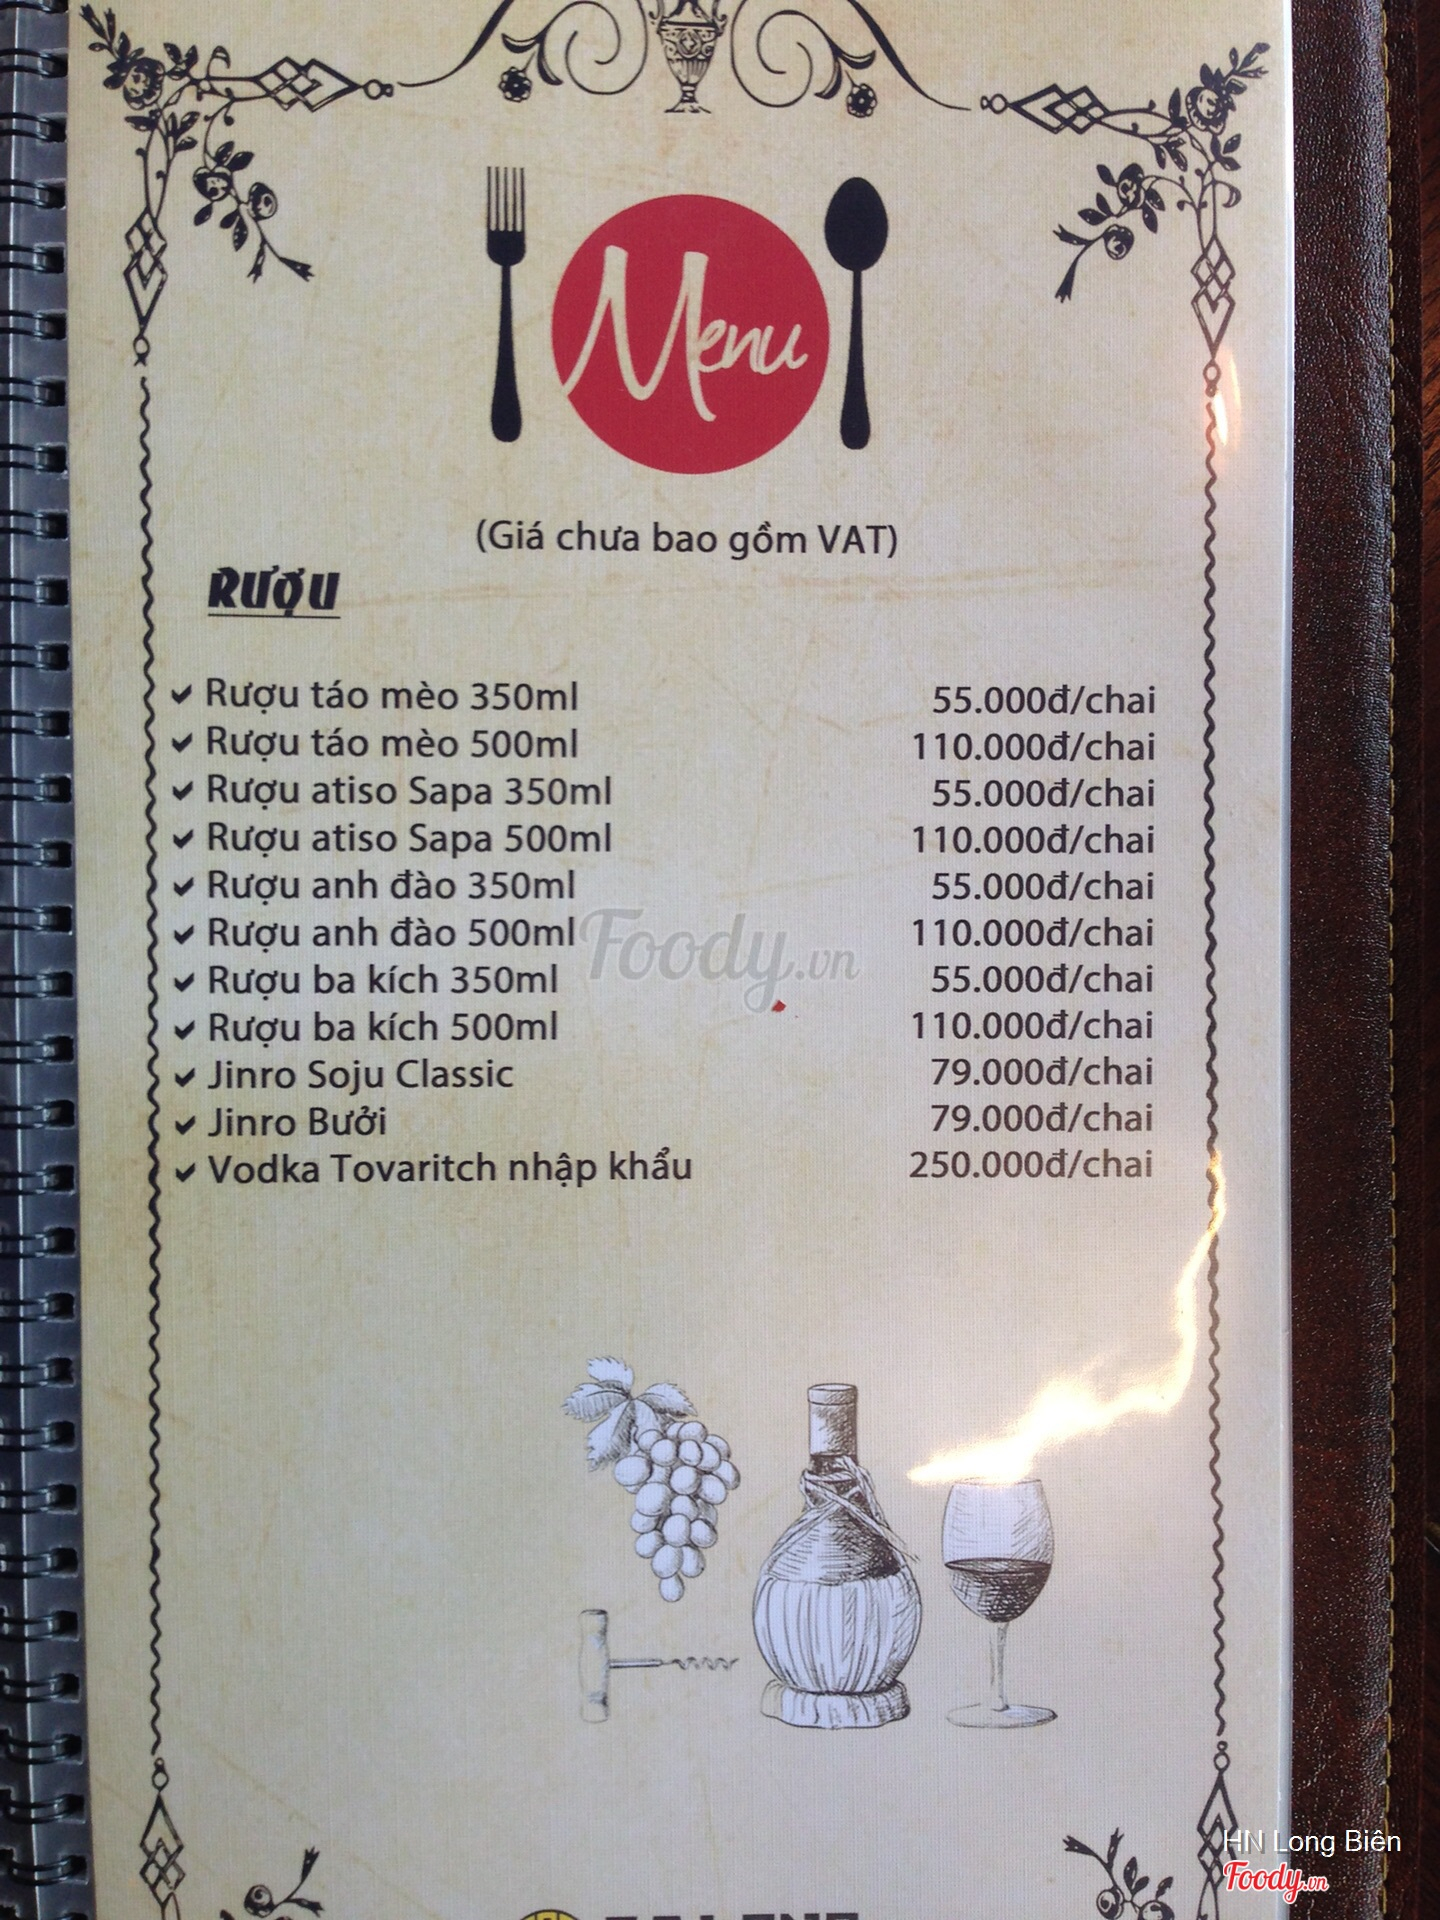 Menu
(Giá chưa bao gồm VAT)
Rượu
Rượu táo mèo 350ml 55.000đ/chai
Rượu táo mèo 500ml 110.000đ/chai
Rượu atiso Sapa 350ml 55.000đ/chai
Rượu atiso Sapa 500ml 110.000đ/chai
Rượu anh đào 350ml 55.000đ/chai
Rượu anh đào 500ml 110.000đ/chai
Foody.vn
Rượu ba kích 350ml 55.000đ/chai
Rượu ba kích 500ml 110.000đ/chai
Jinro Soju Classic 79.000đ/chai
Jinro Bưởi 79.000đ/chai
Vodka Tovaritch nhập khẩu 250.000đ/chai
HN Long Biên
Foody.vn